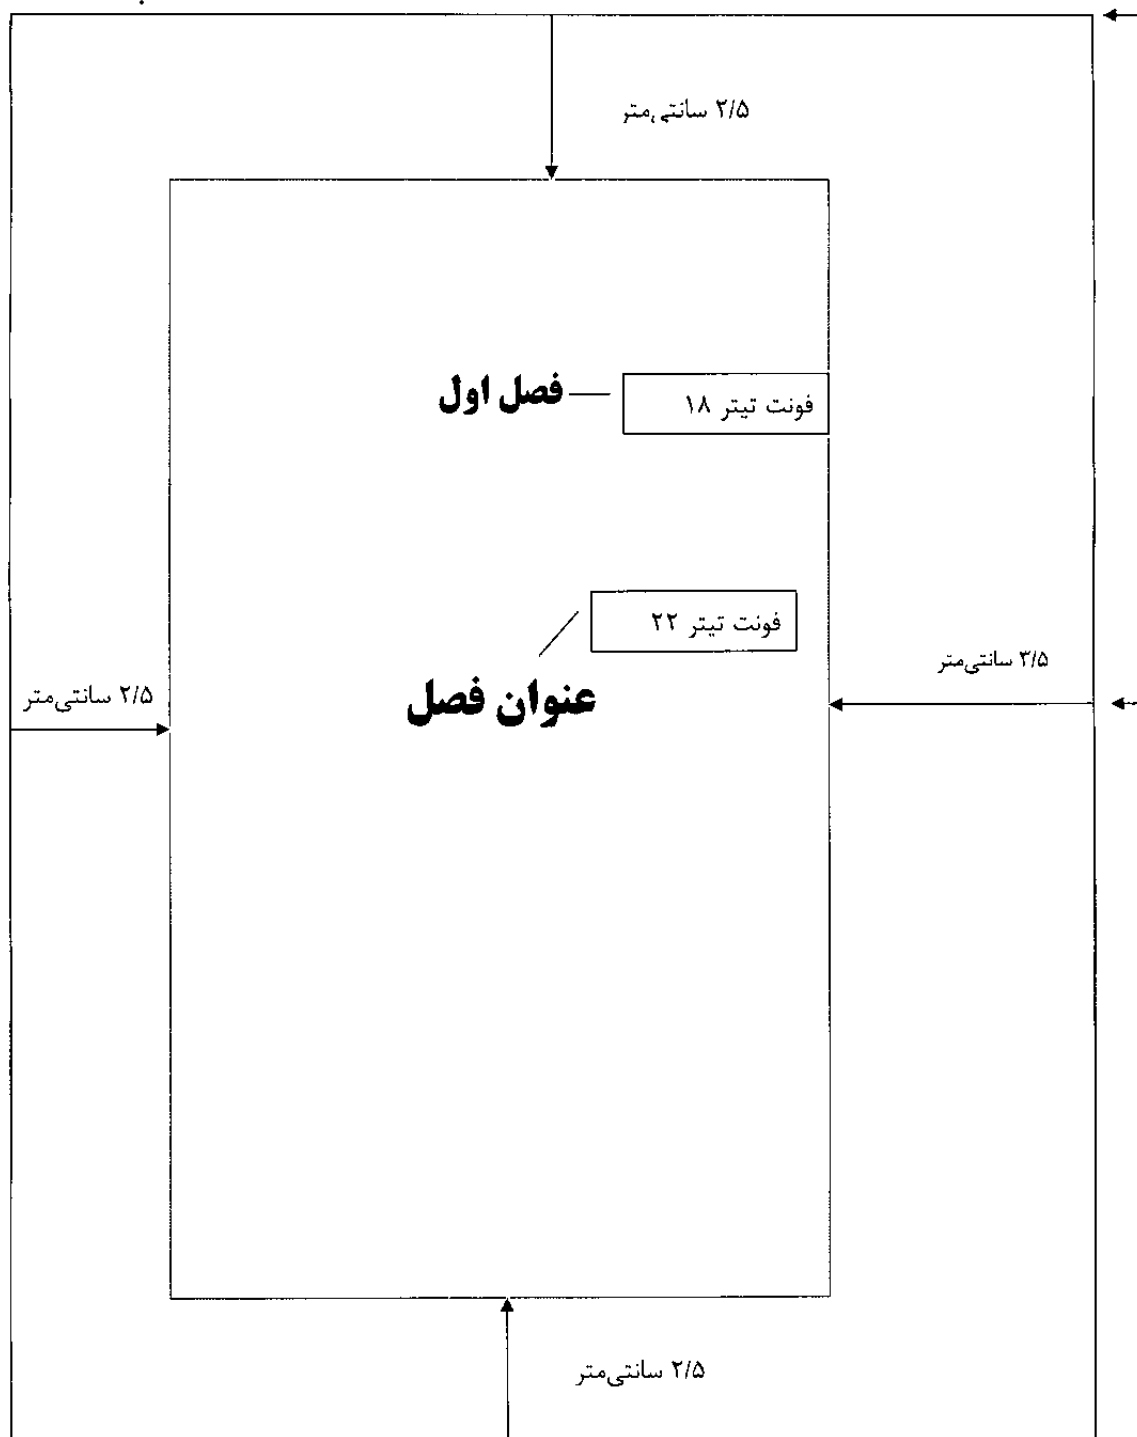 ۲/۵ سانتی‌متر
فونت تیتر ۱۸
فصل اول
فونت تیتر ۲۲
۳/۵ سانتی‌متر
عنوان فصل
۲/۵ سانتی‌متر
۲/۵ سانتی‌متر